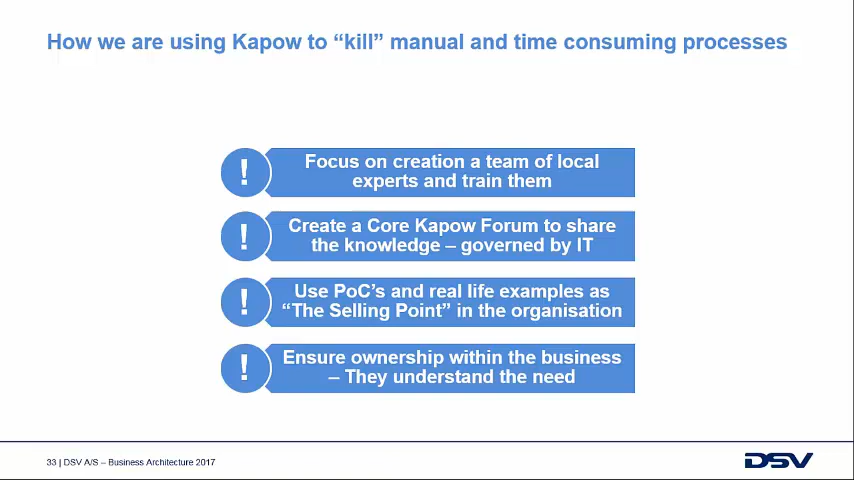 How we are using Kapow to “kill” manual and time consuming processes
!
Focus on creation a team of local
experts and train them
!
Create a Core Kapow Forum to share
the knowledge – governed by IT
!
Use PoC’s and real life examples as
“The Selling Point” in the organisation
!
Ensure ownership within the business
– They understand the need
33 | DSV A/S – Business Architecture 2017
DSV